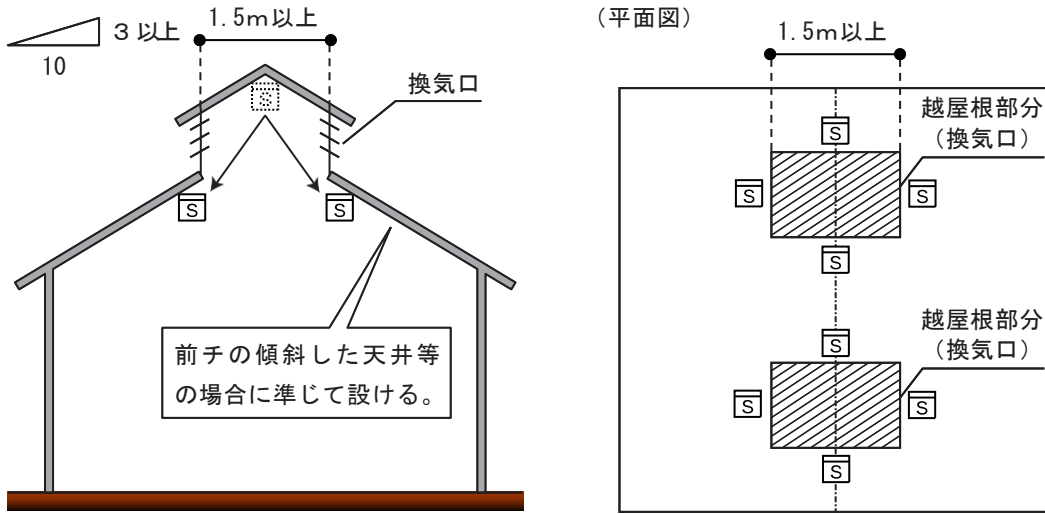 1.5m以上
3 以上
10
換気口
S
S
S
前チの傾斜した天井等
の場合に準じて設ける。
（平面図）
1.5m以上
越屋根部分
（換気口）
S
S
S
S
越屋根部分
（換気口）
S
S
S
S